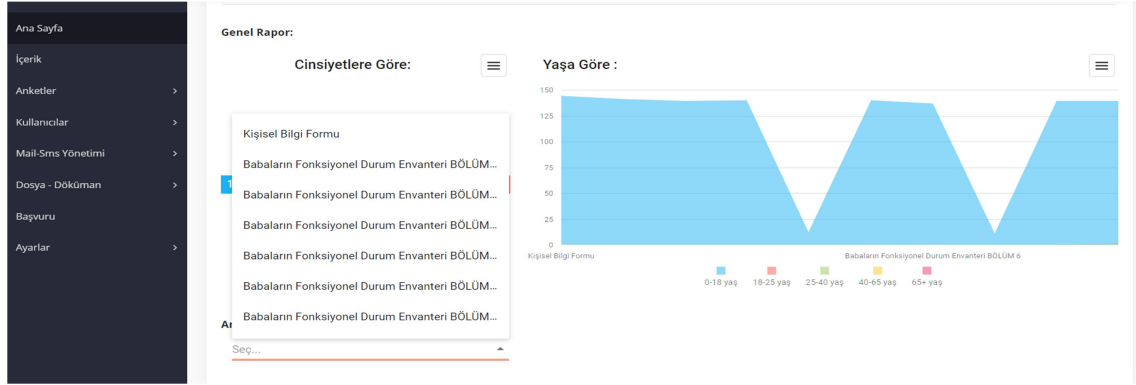 Ana Sayfa
İçerik
Anketler
Kullanıcılar
Mail-Sms Yönetimi
Dosya - Döküman
Başvuru
Ayarlar
Genel Rapor:
Cinsiyetlere Göre:
Kişisel Bilgi Formu
Babaların Fonksiyonel Durum Envanteri BÖLÜM...
Babaların Fonksiyonel Durum Envanteri BÖLÜM...
Babaların Fonksiyonel Durum Envanteri BÖLÜM...
Babaların Fonksiyonel Durum Envanteri BÖLÜM...
Babaların Fonksiyonel Durum Envanteri BÖLÜM...
Babaların Fonksiyonel Durum Envanteri BÖLÜM...
Seç...
Yaşa Göre :
150
125
100
75
50
25
0
Kişisel Bilgi Formu Babaların Fonksiyonel Durum Envanteri BÖLÜM 6
0-18 yaş 18-25 yaş 25-40 yaş 40-65 yaş 65+ yaş